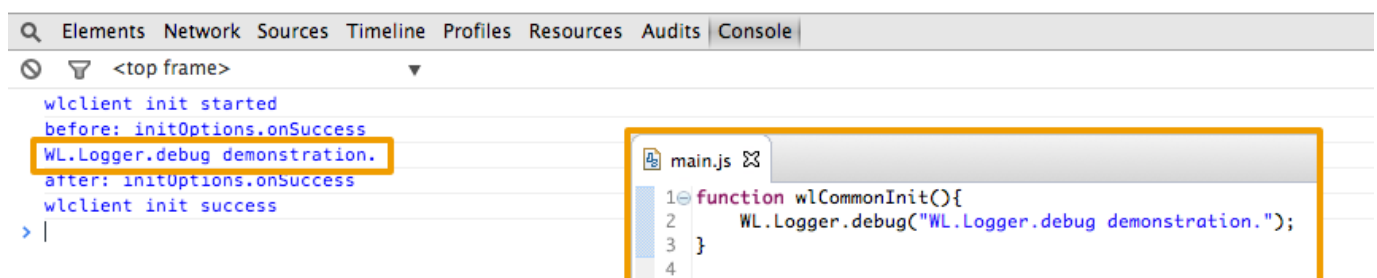 Elements Network Sources Timeline Profiles Resources Audits Console
<top frame>
wlclient init started
before: initOptions.onSuccess
WL.Logger.debug demonstration.
after: initOptions.onSuccess
wlclient init success
>
main.js
1 function wlCommonInit(){
2 WL.Logger.debug("WL.Logger.debug demonstration.");
3 }
4